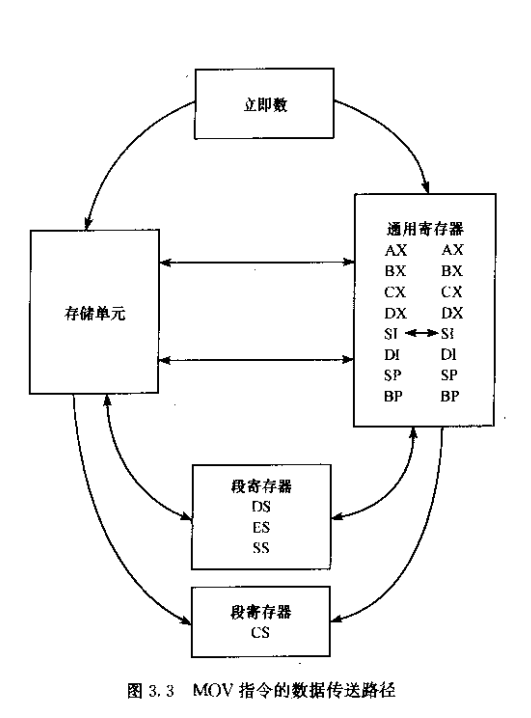 立即数
通用寄存器
AX AX
BX BX
CX CX
DX DX
SI SI
DI DI
SP SP
BP BP
存储单元
段寄存器
DS
ES
SS
段寄存器
CS
图 3.3 MOV 指令的数据传送路径